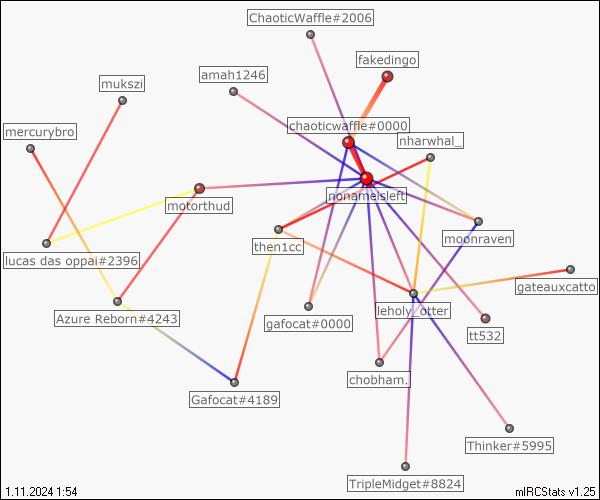 ChaoticWaffle#2006
fakedingo
amah1246
mukszi
chaoticwaffle#0000
mercurybro
nharwhal_
nonameisleft
motorthud
moonraven
then1cc
lucas das oppai#2396
gateauxcatto
leholy_otter
Azure Reborn#4243
gafocat#0000
tt532
chobham.
Gafocat#4189
Thinker#5995
TripleMidget#8824
1.11.2024 1:54
mIRCStats v1.25